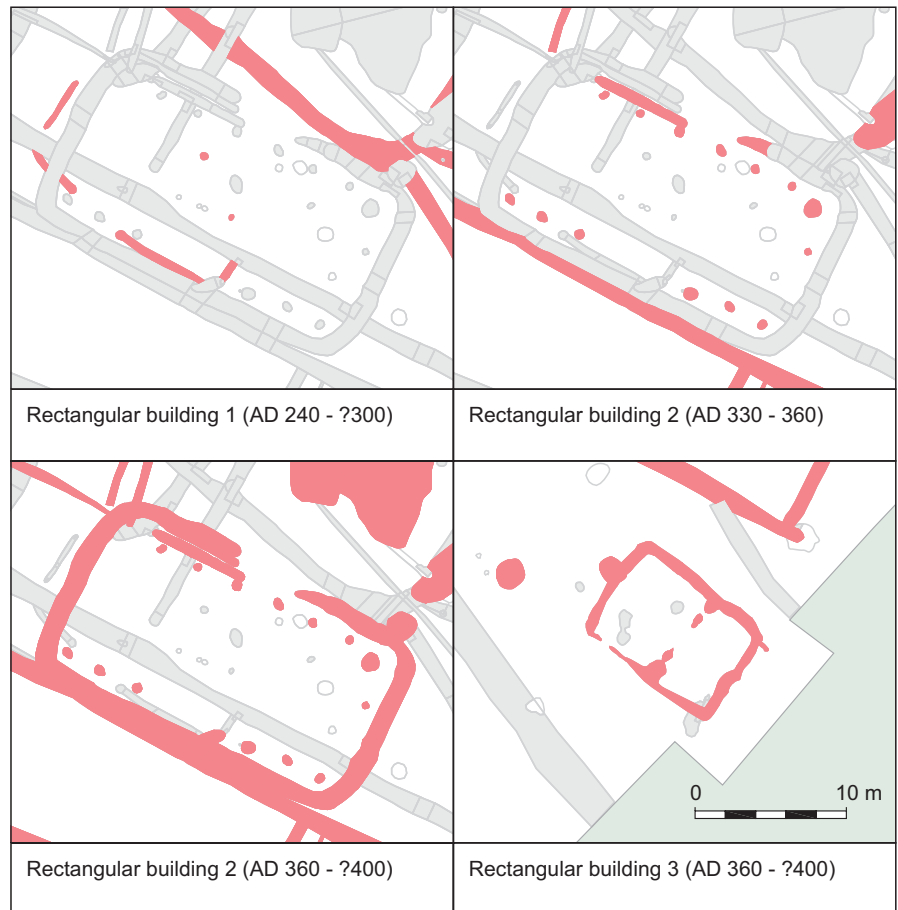 Rectangular building 1 (AD 240 - ?300)
Rectangular building 2 (AD 330 - 360)
0 10 m
Rectangular building 2 (AD 360 - ?400)
Rectangular building 3 (AD 360 - ?400)